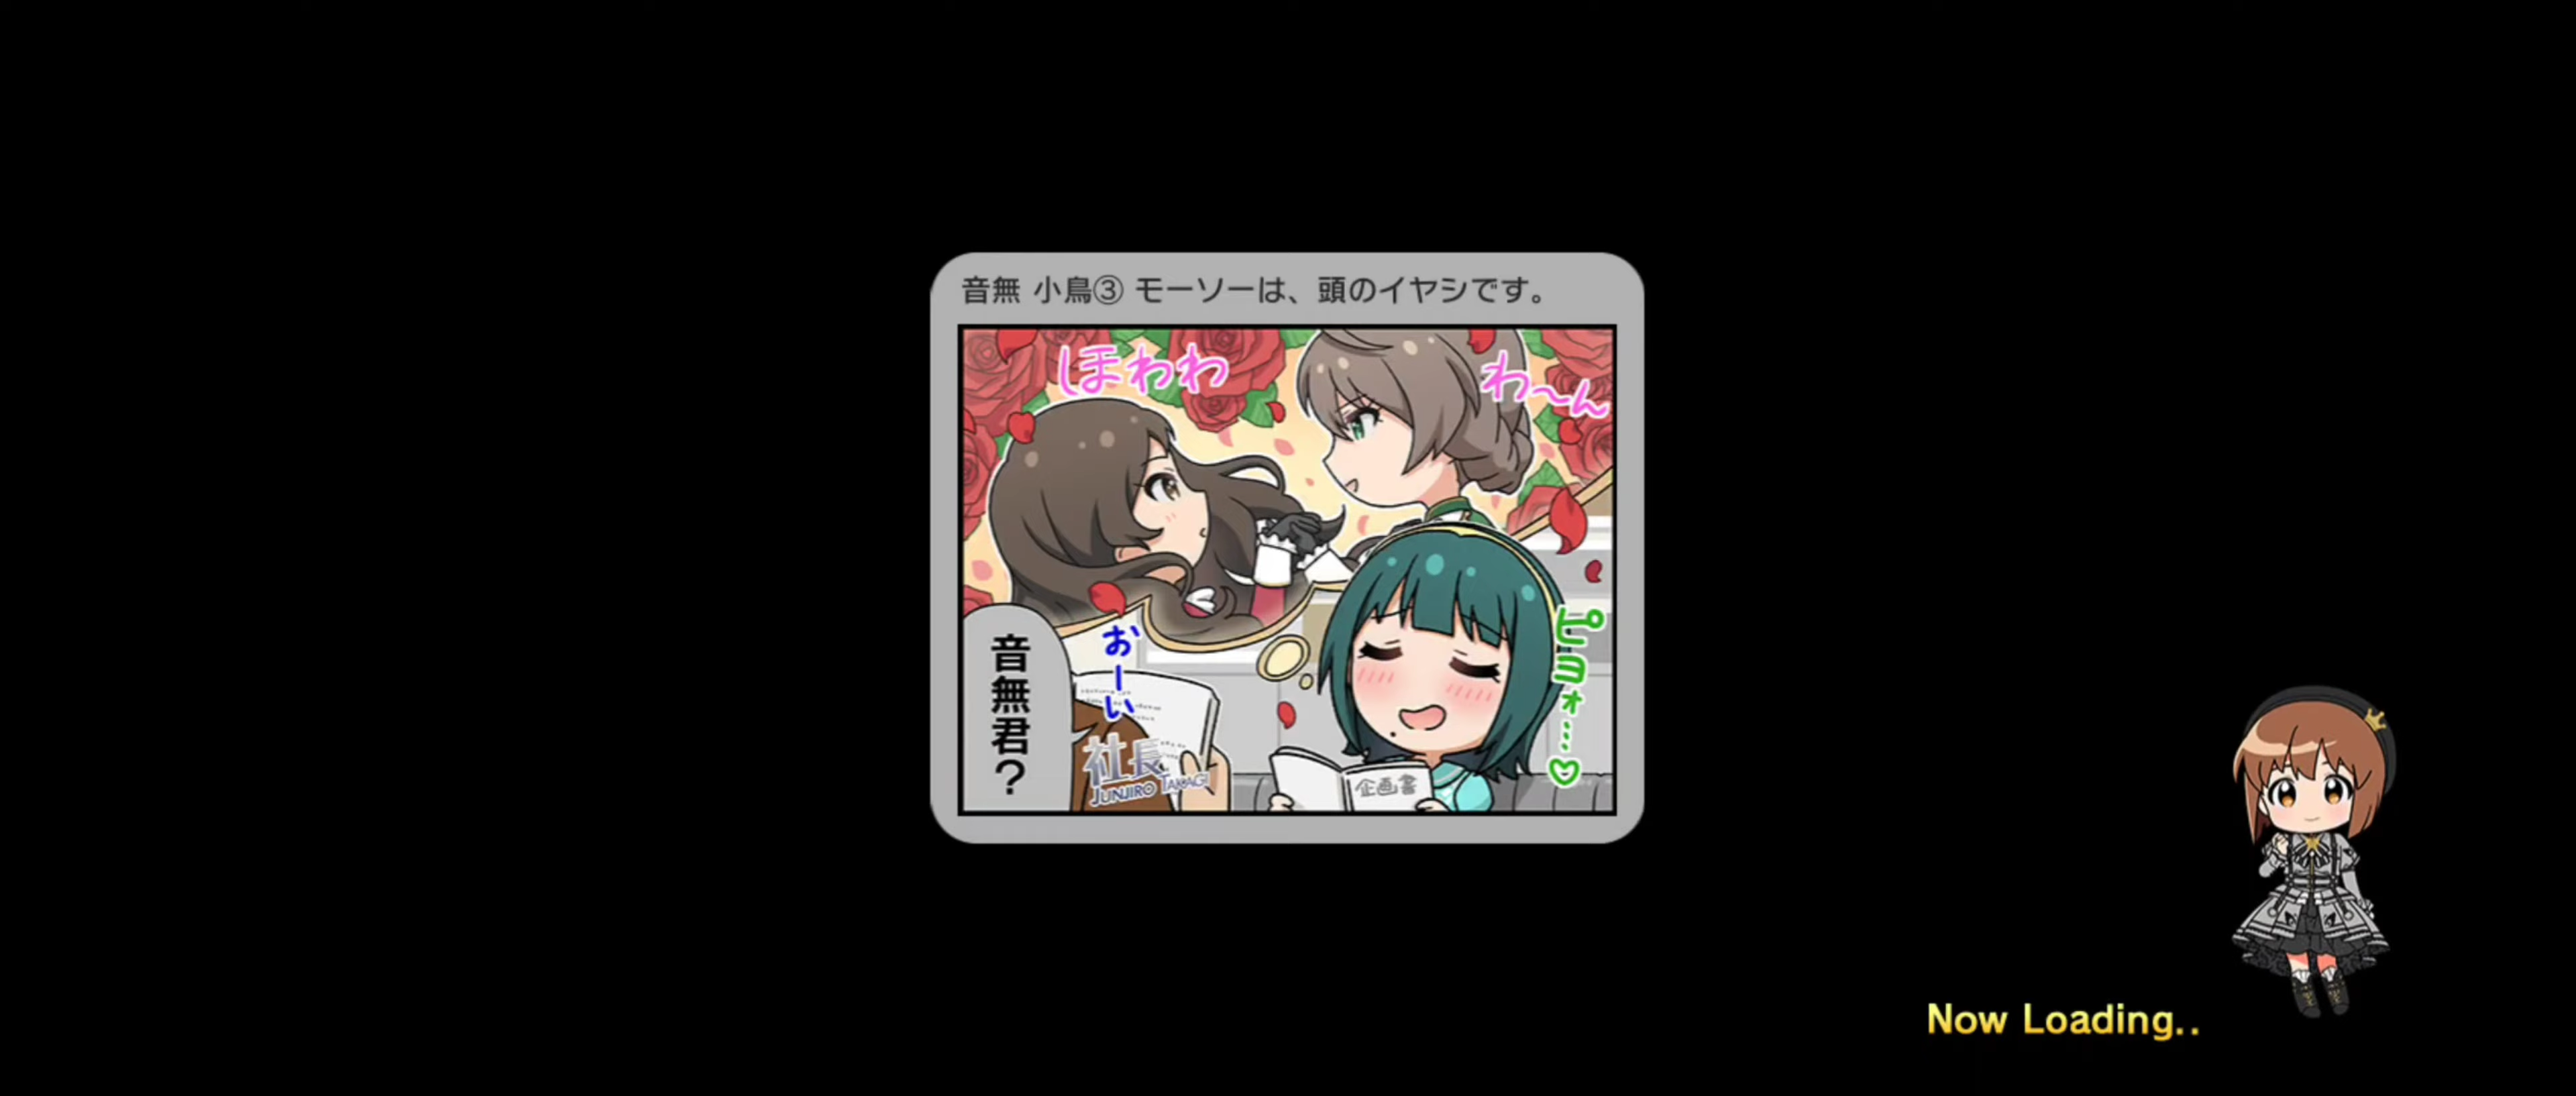 音無 小鳥③ モーソーは、頭のイヤシです。
ほわわ
わ〜ん
おーい
音無君？
社長
JUNJIRO TAKAGI
ピヨォ…♡
企画書
Now Loading..